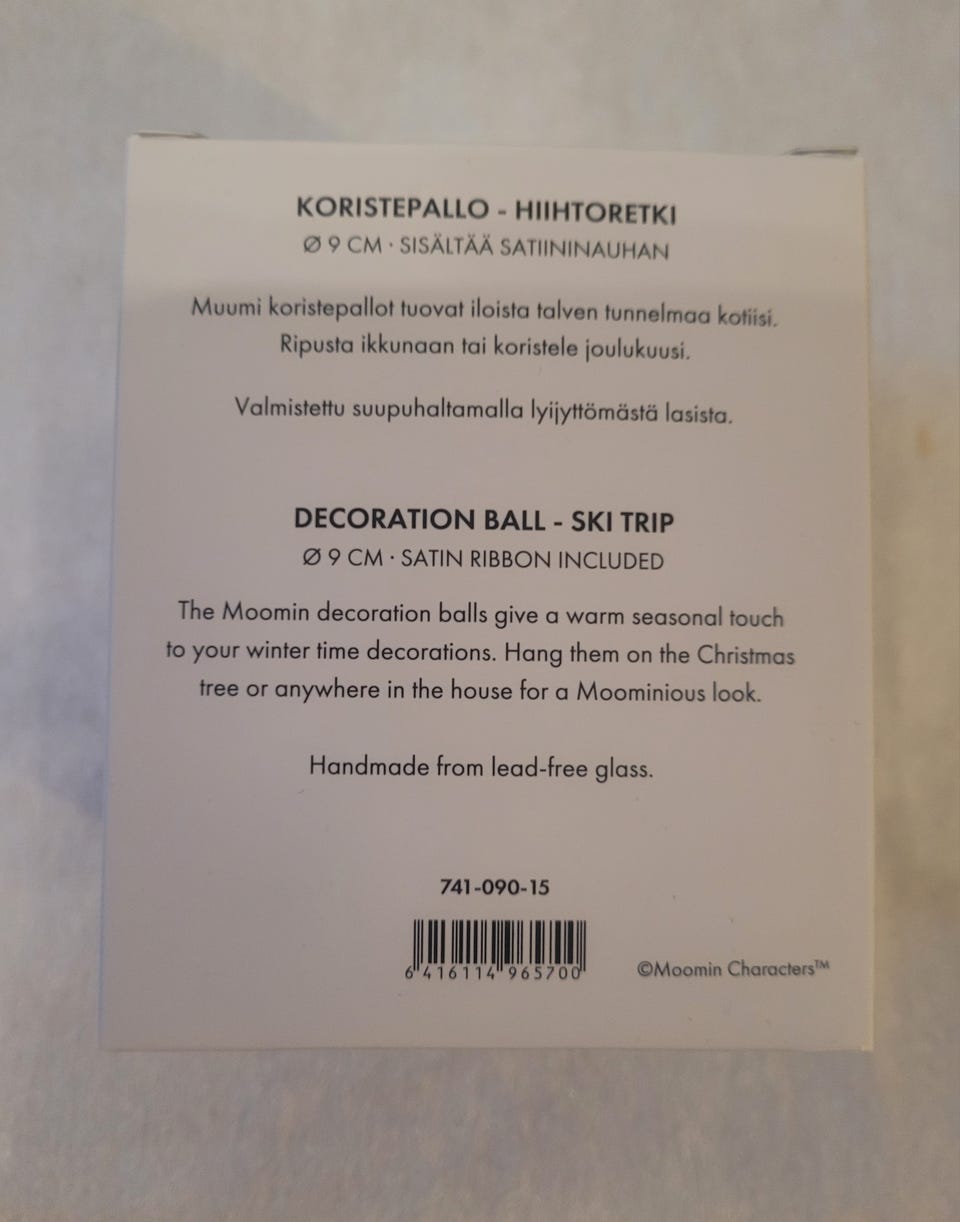 KORISTEPALLO - HIIHTORETKI
Ø 9 CM · SISÄLTÄÄ SATIININAUHAN
Muumi koristepallot tuovat iloista talven tunnelmaa kotiisi.
Ripusta ikkunaan tai koristele joulukuusi.
Valmistettu suupuhaltamalla lyijyttömästä lasista.
DECORATION BALL - SKI TRIP
Ø 9 CM · SATIN RIBBON INCLUDED
The Moomin decoration balls give a warm seasonal touch
to your winter time decorations. Hang them on the Christmas
tree or anywhere in the house for a Moominious look.
Handmade from lead-free glass.
741-090-15
6 416114 965700
©Moomin Characters™